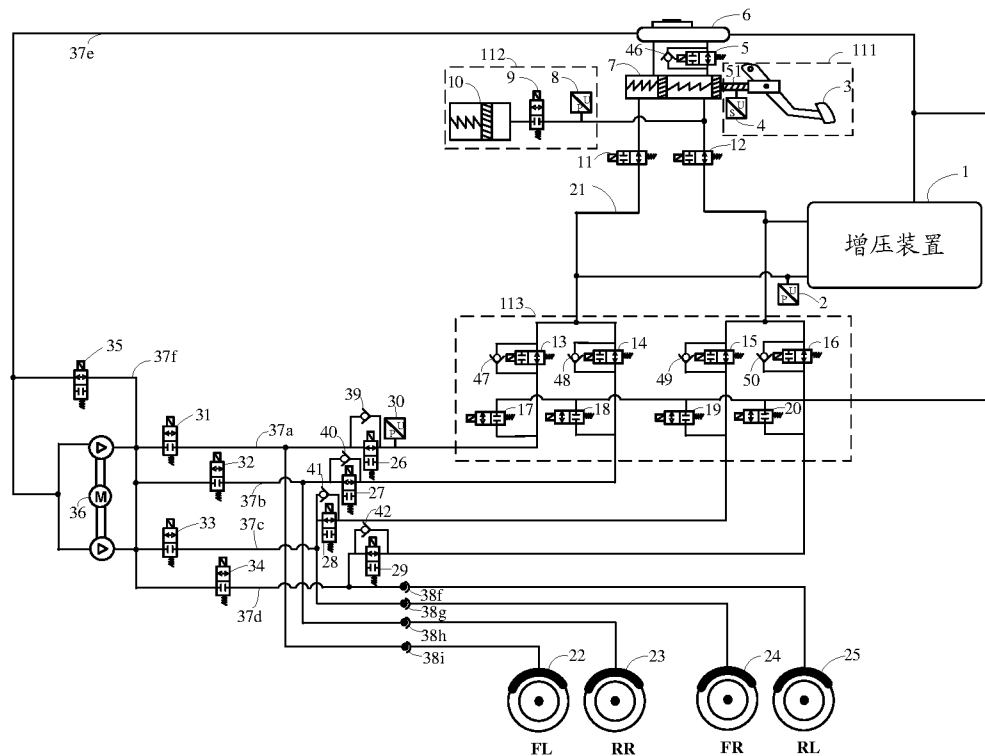 6
37e
46
5
111
112
9
8
7
51
10
P
U
S
U
3
4
11
12
21
1
增压装置
U
P
2
113
35
37f
13
14
15
16
47
48
49
50
39
30
P
U
31
17
18
19
20
37a
40
32
26
41
36
M
37b
27
42
33
37c
28
34
29
37d
38f
38g
38h
38i
22
23
24
25
FL
RR
FR
RL